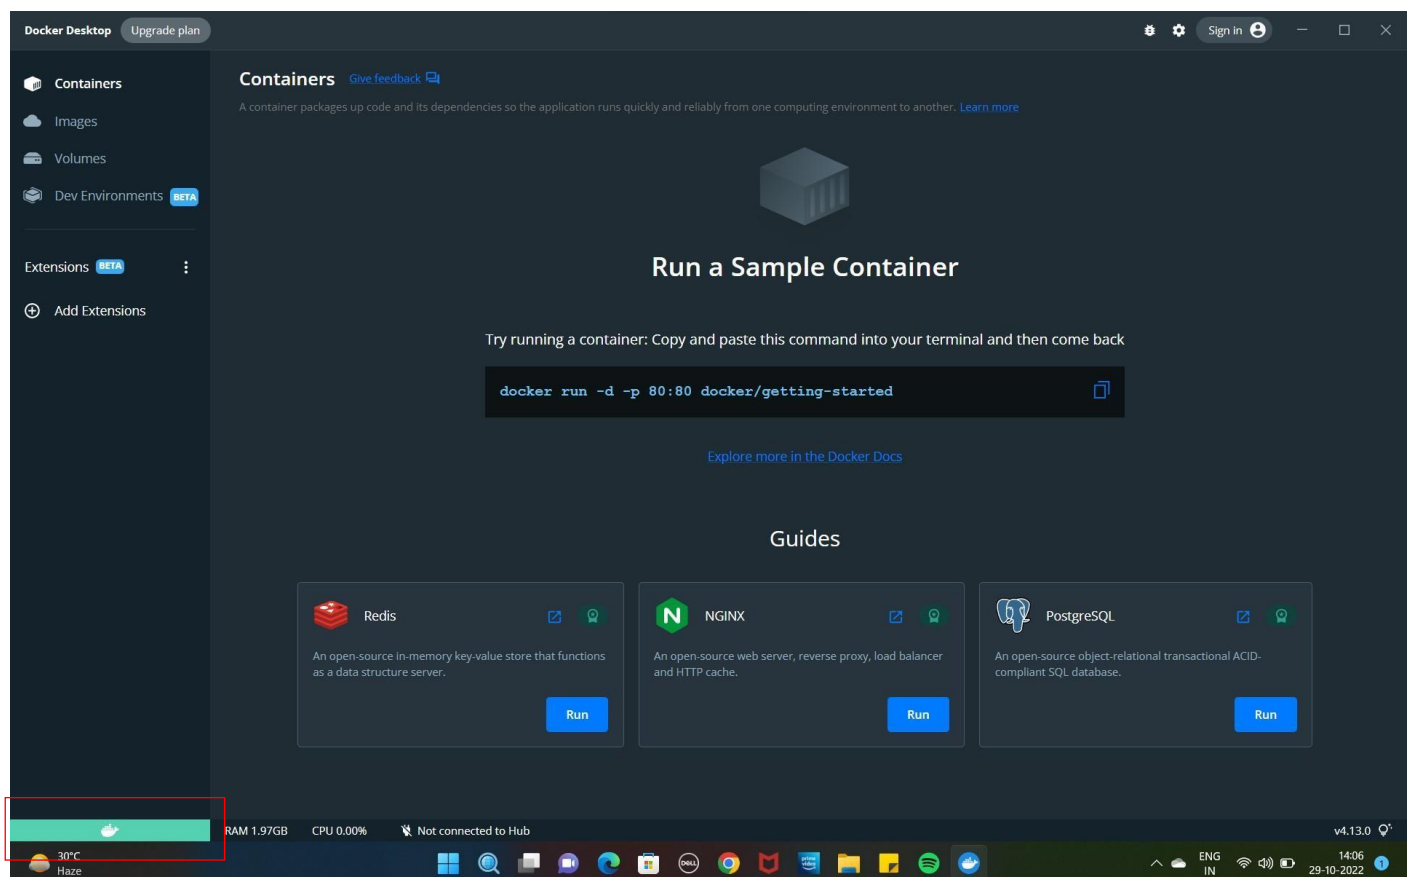 Docker Desktop Upgrade plan Sign in
Containers
Images
Volumes
Dev Environments BETA
Extensions BETA
Add Extensions
Containers Give feedback
A container packages up code and its dependencies so the application runs quickly and reliably from one computing environment to another. Learn more
Run a Sample Container
Try running a container: Copy and paste this command into your terminal and then come back
docker run -d -p 80:80 docker/getting-started
Explore more in the Docker Docs
Guides
Redis
An open-source in-memory key-value store that functions
as a data structure server.
Run
N NGINX
An open-source web server, reverse proxy, load balancer
and HTTP cache.
Run
PostgreSQL
An open-source object-relational transactional ACID-
compliant SQL database.
Run
RAM 1.97GB CPU 0.00% Not connected to Hub v4.13.0
30°C
Haze
DELL
prime
video
ENG
IN
14:06
29-10-2022
1